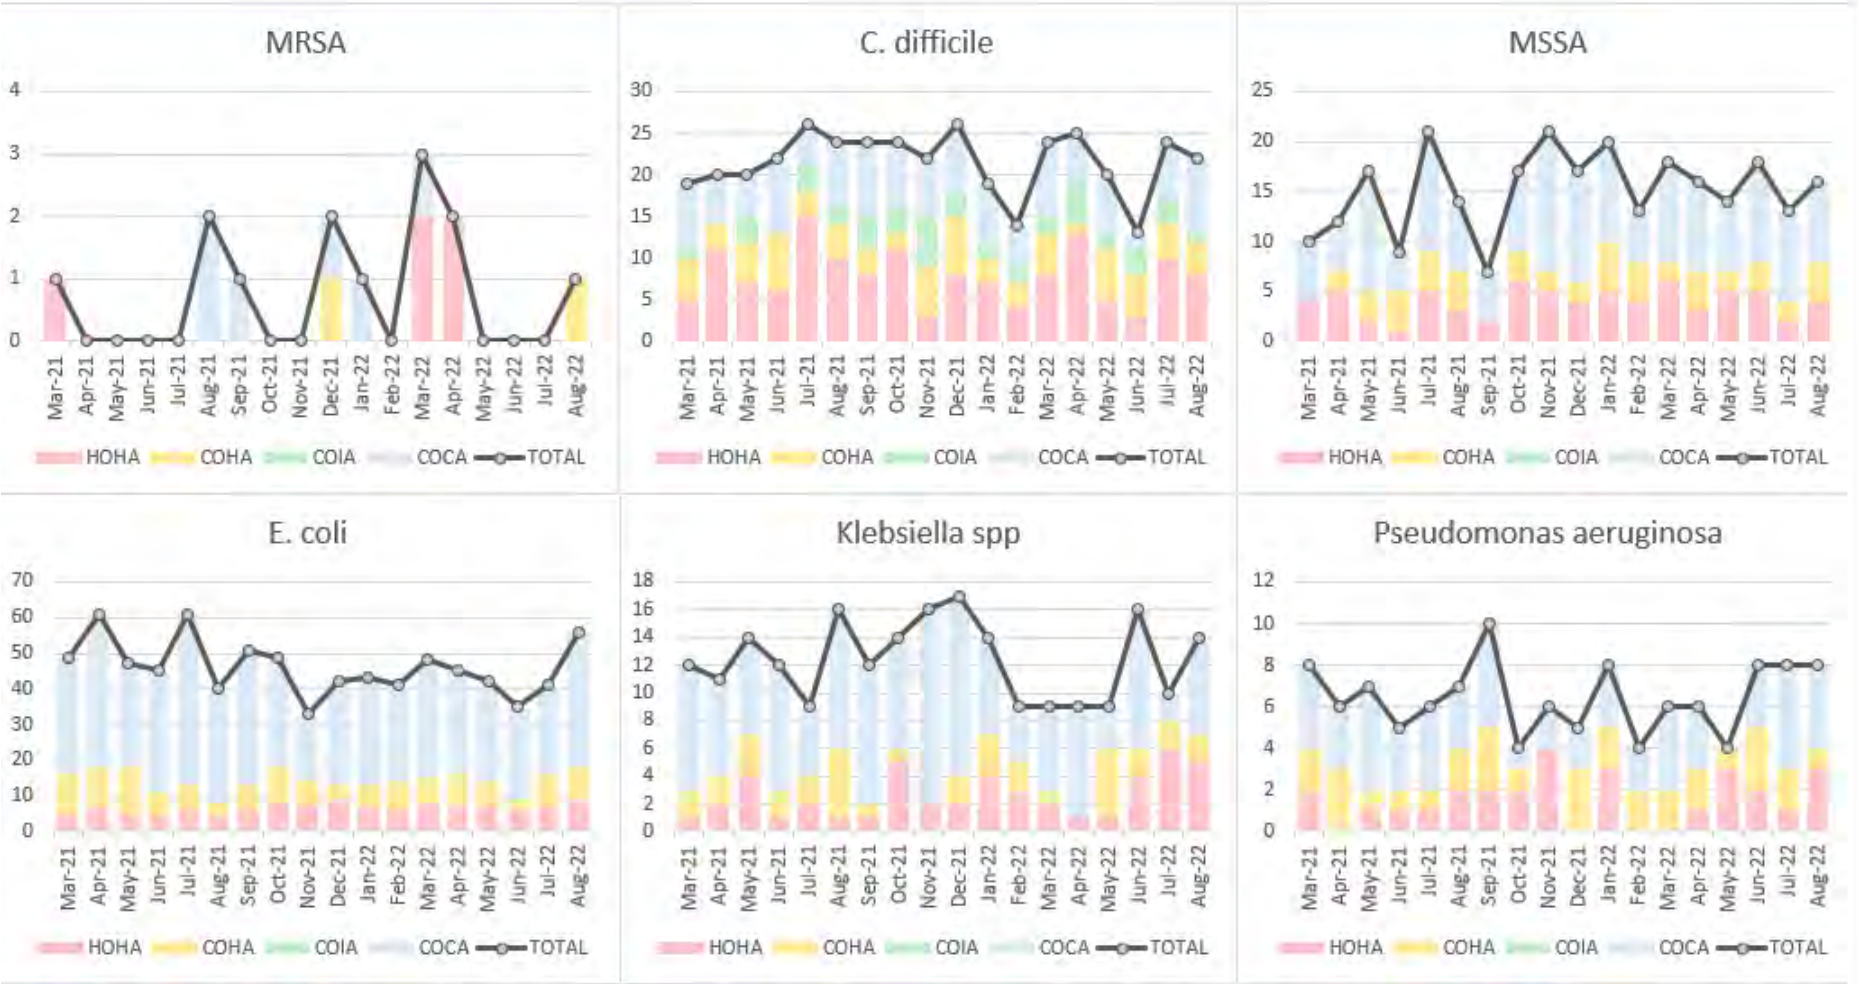 MRSA
4
3
2
1
0
Mar-21
Apr-21
May-21
Jun-21
Jul-21
Aug-21
Sep-21
Oct-21
Nov-21
Dec-21
Jan-22
Feb-22
Mar-22
Apr-22
May-22
Jun-22
Jul-22
Aug-22
HOHA COHA COIA COCA TOTAL
C. difficile
30
25
20
15
10
5
0
Mar-21
Apr-21
May-21
Jun-21
Jul-21
Aug-21
Sep-21
Oct-21
Nov-21
Dec-21
Jan-22
Feb-22
Mar-22
Apr-22
May-22
Jun-22
Jul-22
Aug-22
HOHA COHA COIA COCA TOTAL
MSSA
25
20
15
10
5
0
Mar-21
Apr-21
May-21
Jun-21
Jul-21
Aug-21
Sep-21
Oct-21
Nov-21
Dec-21
Jan-22
Feb-22
Mar-22
Apr-22
May-22
Jun-22
Jul-22
Aug-22
HOHA COHA COIA COCA TOTAL
E. coli
70
60
50
40
30
20
10
0
Mar-21
Apr-21
May-21
Jun-21
Jul-21
Aug-21
Sep-21
Oct-21
Nov-21
Dec-21
Jan-22
Feb-22
Mar-22
Apr-22
May-22
Jun-22
Jul-22
Aug-22
HOHA COHA COIA COCA TOTAL
Klebsiella spp
18
16
14
12
10
8
6
4
2
0
Mar-21
Apr-21
May-21
Jun-21
Jul-21
Aug-21
Sep-21
Oct-21
Nov-21
Dec-21
Jan-22
Feb-22
Mar-22
Apr-22
May-22
Jun-22
Jul-22
Aug-22
HOHA COHA COIA COCA TOTAL
Pseudomonas aeruginosa
12
10
8
6
4
2
0
Mar-21
Apr-21
May-21
Jun-21
Jul-21
Aug-21
Sep-21
Oct-21
Nov-21
Dec-21
Jan-22
Feb-22
Mar-22
Apr-22
May-22
Jun-22
Jul-22
Aug-22
HOHA COHA COIA COCA TOTAL